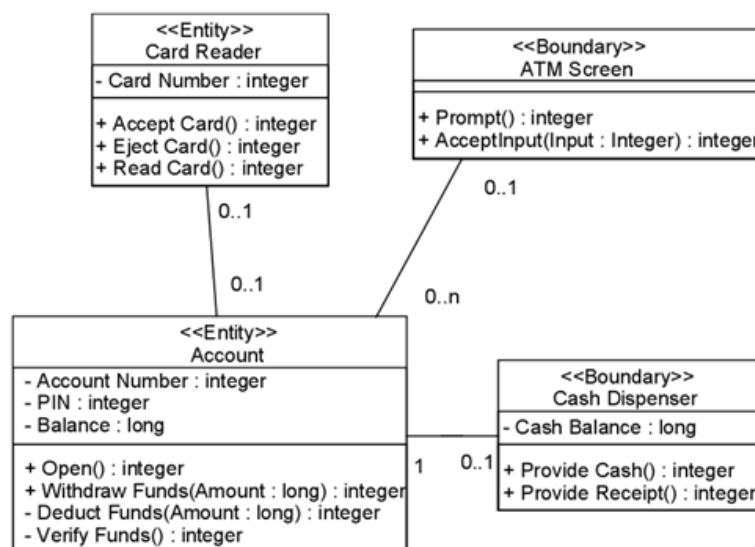 <<Entity>>
Card Reader
- Card Number : integer
+ Accept Card() : integer
+ Eject Card() : integer
+ Read Card() : integer
<<Boundary>>
ATM Screen
+ Prompt() : integer
+ AcceptInput(Input : Integer) : integer
0..1
0..1
0..1
0..n
<<Entity>>
Account
- Account Number : integer
- PIN : integer
- Balance : long
+ Open() : integer
+ Withdraw Funds(Amount : long) : integer
- Deduct Funds(Amount : long) : integer
- Verify Funds() : integer
1
0..1
<<Boundary>>
Cash Dispenser
- Cash Balance : long
+ Provide Cash() : integer
+ Provide Receipt() : integer